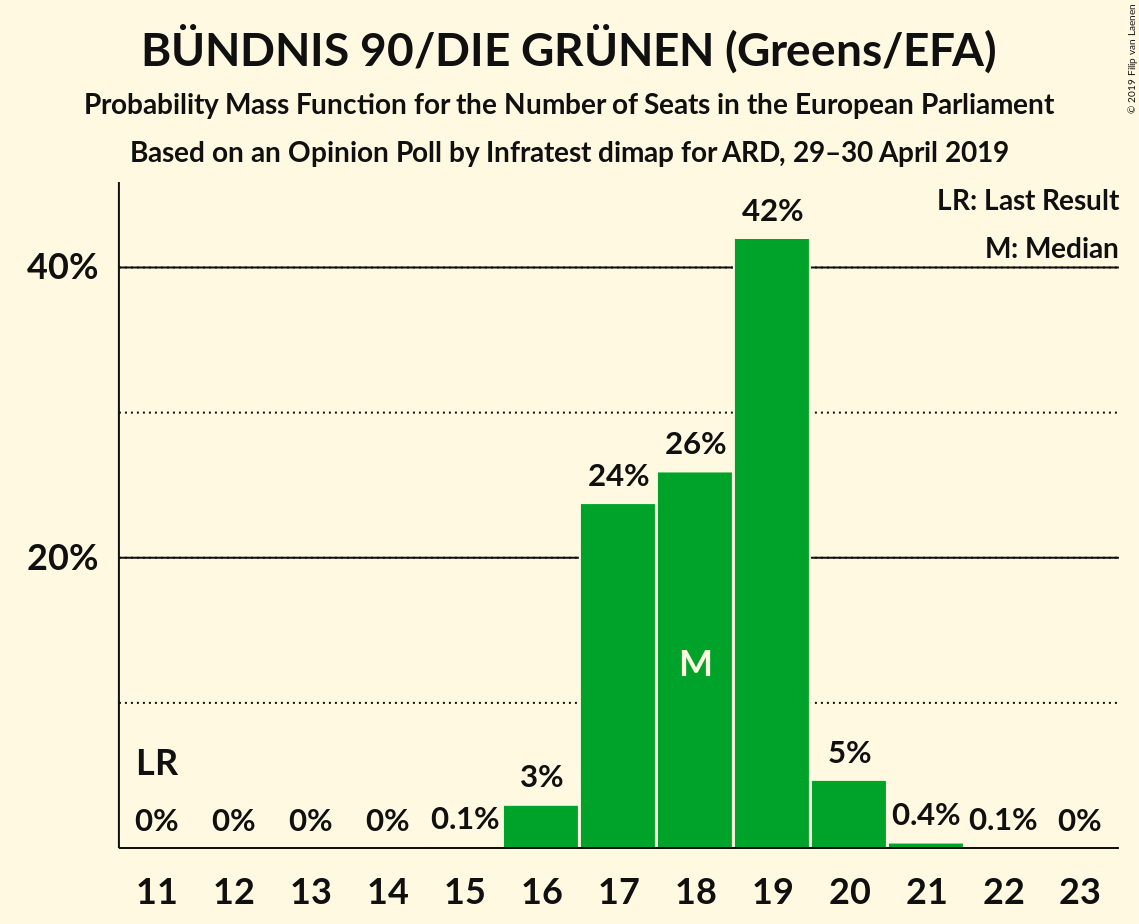 BÜNDNIS 90/DIE GRÜNEN (Greens/EFA)
Probability Mass Function for the Number of Seats in the European Parliament
Based on an Opinion Poll by Infratest dimap for ARD, 29–30 April 2019
© 2019 Filip van Laenen
LR: Last Result
M: Median
40%
20%
42%
26%
24%
M
LR
0%
0%
0%
0%
0.1%
3%
5%
0.4%
0.1%
0%
11 12 13 14 15 16 17 18 19 20 21 22 23